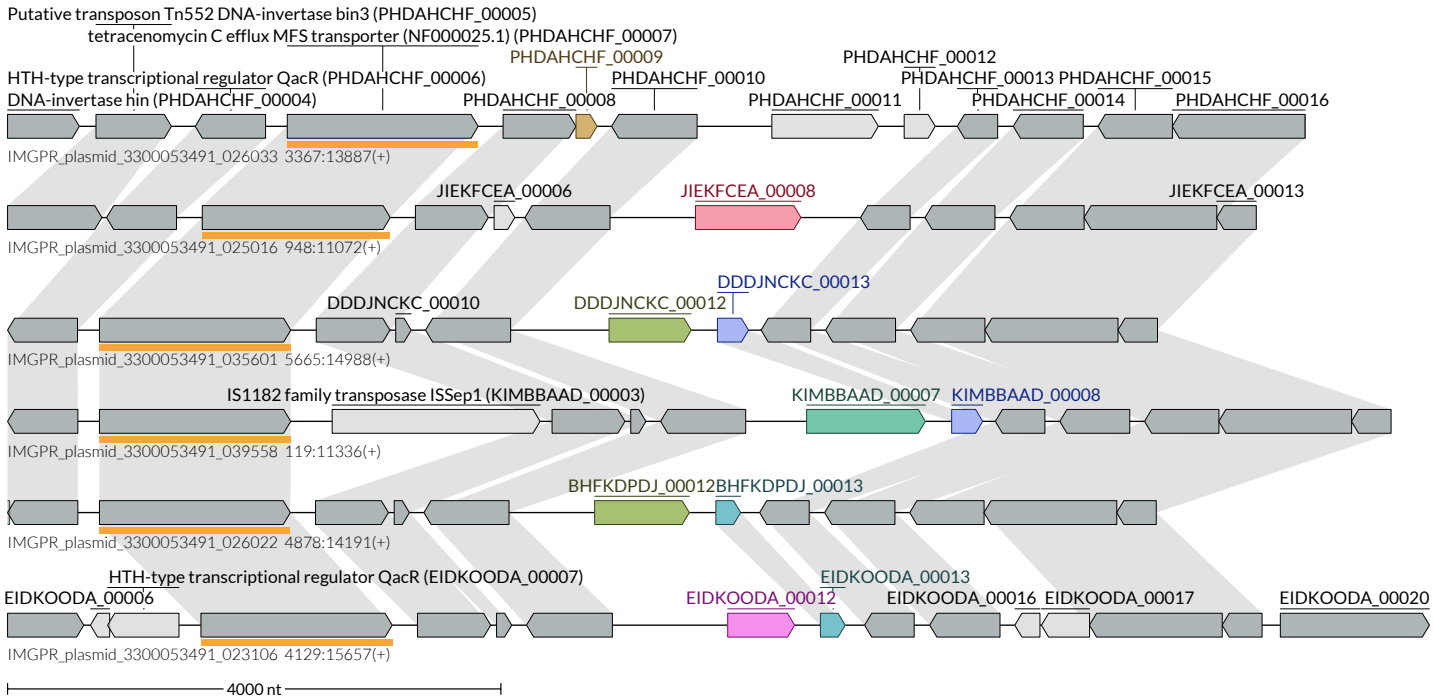 Putative transposon Tn552 DNA-invertase bin3 (PHDAHCHF_00005)
tetracenomycin C efflux MFS transporter (NF000025.1) (PHDAHCHF_00007)
PHDAHCHF_00009 PHDAHCHF_00012
HTH-type transcriptional regulator QacR (PHDAHCHF_00006) PHDAHCHF_00010 PHDAHCHF_00013 PHDAHCHF_00015
DNA-invertase hin (PHDAHCHF_00004) PHDAHCHF_00008 PHDAHCHF_00011 PHDAHCHF_00014 PHDAHCHF_00016
IMGPR_plasmid_3300053491_026033 3367:13887(+)
JIEKFCEA_00006 JIEKFCEA_00008 JIEKFCEA_00013
IMGPR_plasmid_3300053491_025016 948:11072(+)
DDDJNCKC_00013
DDDJNCKC_00010 DDDJNCKC_00012
IMGPR_plasmid_3300053491_035601 5665:14988(+)
IS1182 family transposase ISSep1 (KIMBBAAD_00003) KIMBBAAD_00007 KIMBBAAD_00008
IMGPR_plasmid_3300053491_039558 119:11336(+)
BHFKDPDJ_00012 BHFKDPDJ_00013
IMGPR_plasmid_3300053491_026022 4878:14191(+)
HTH-type transcriptional regulator QacR (EIDKOODA_00007) EIDKOODA_00013
EIDKOODA_00006 EIDKOODA_00012 EIDKOODA_00016 EIDKOODA_00017 EIDKOODA_00020
IMGPR_plasmid_3300053491_023106 4129:15657(+)
4000 nt